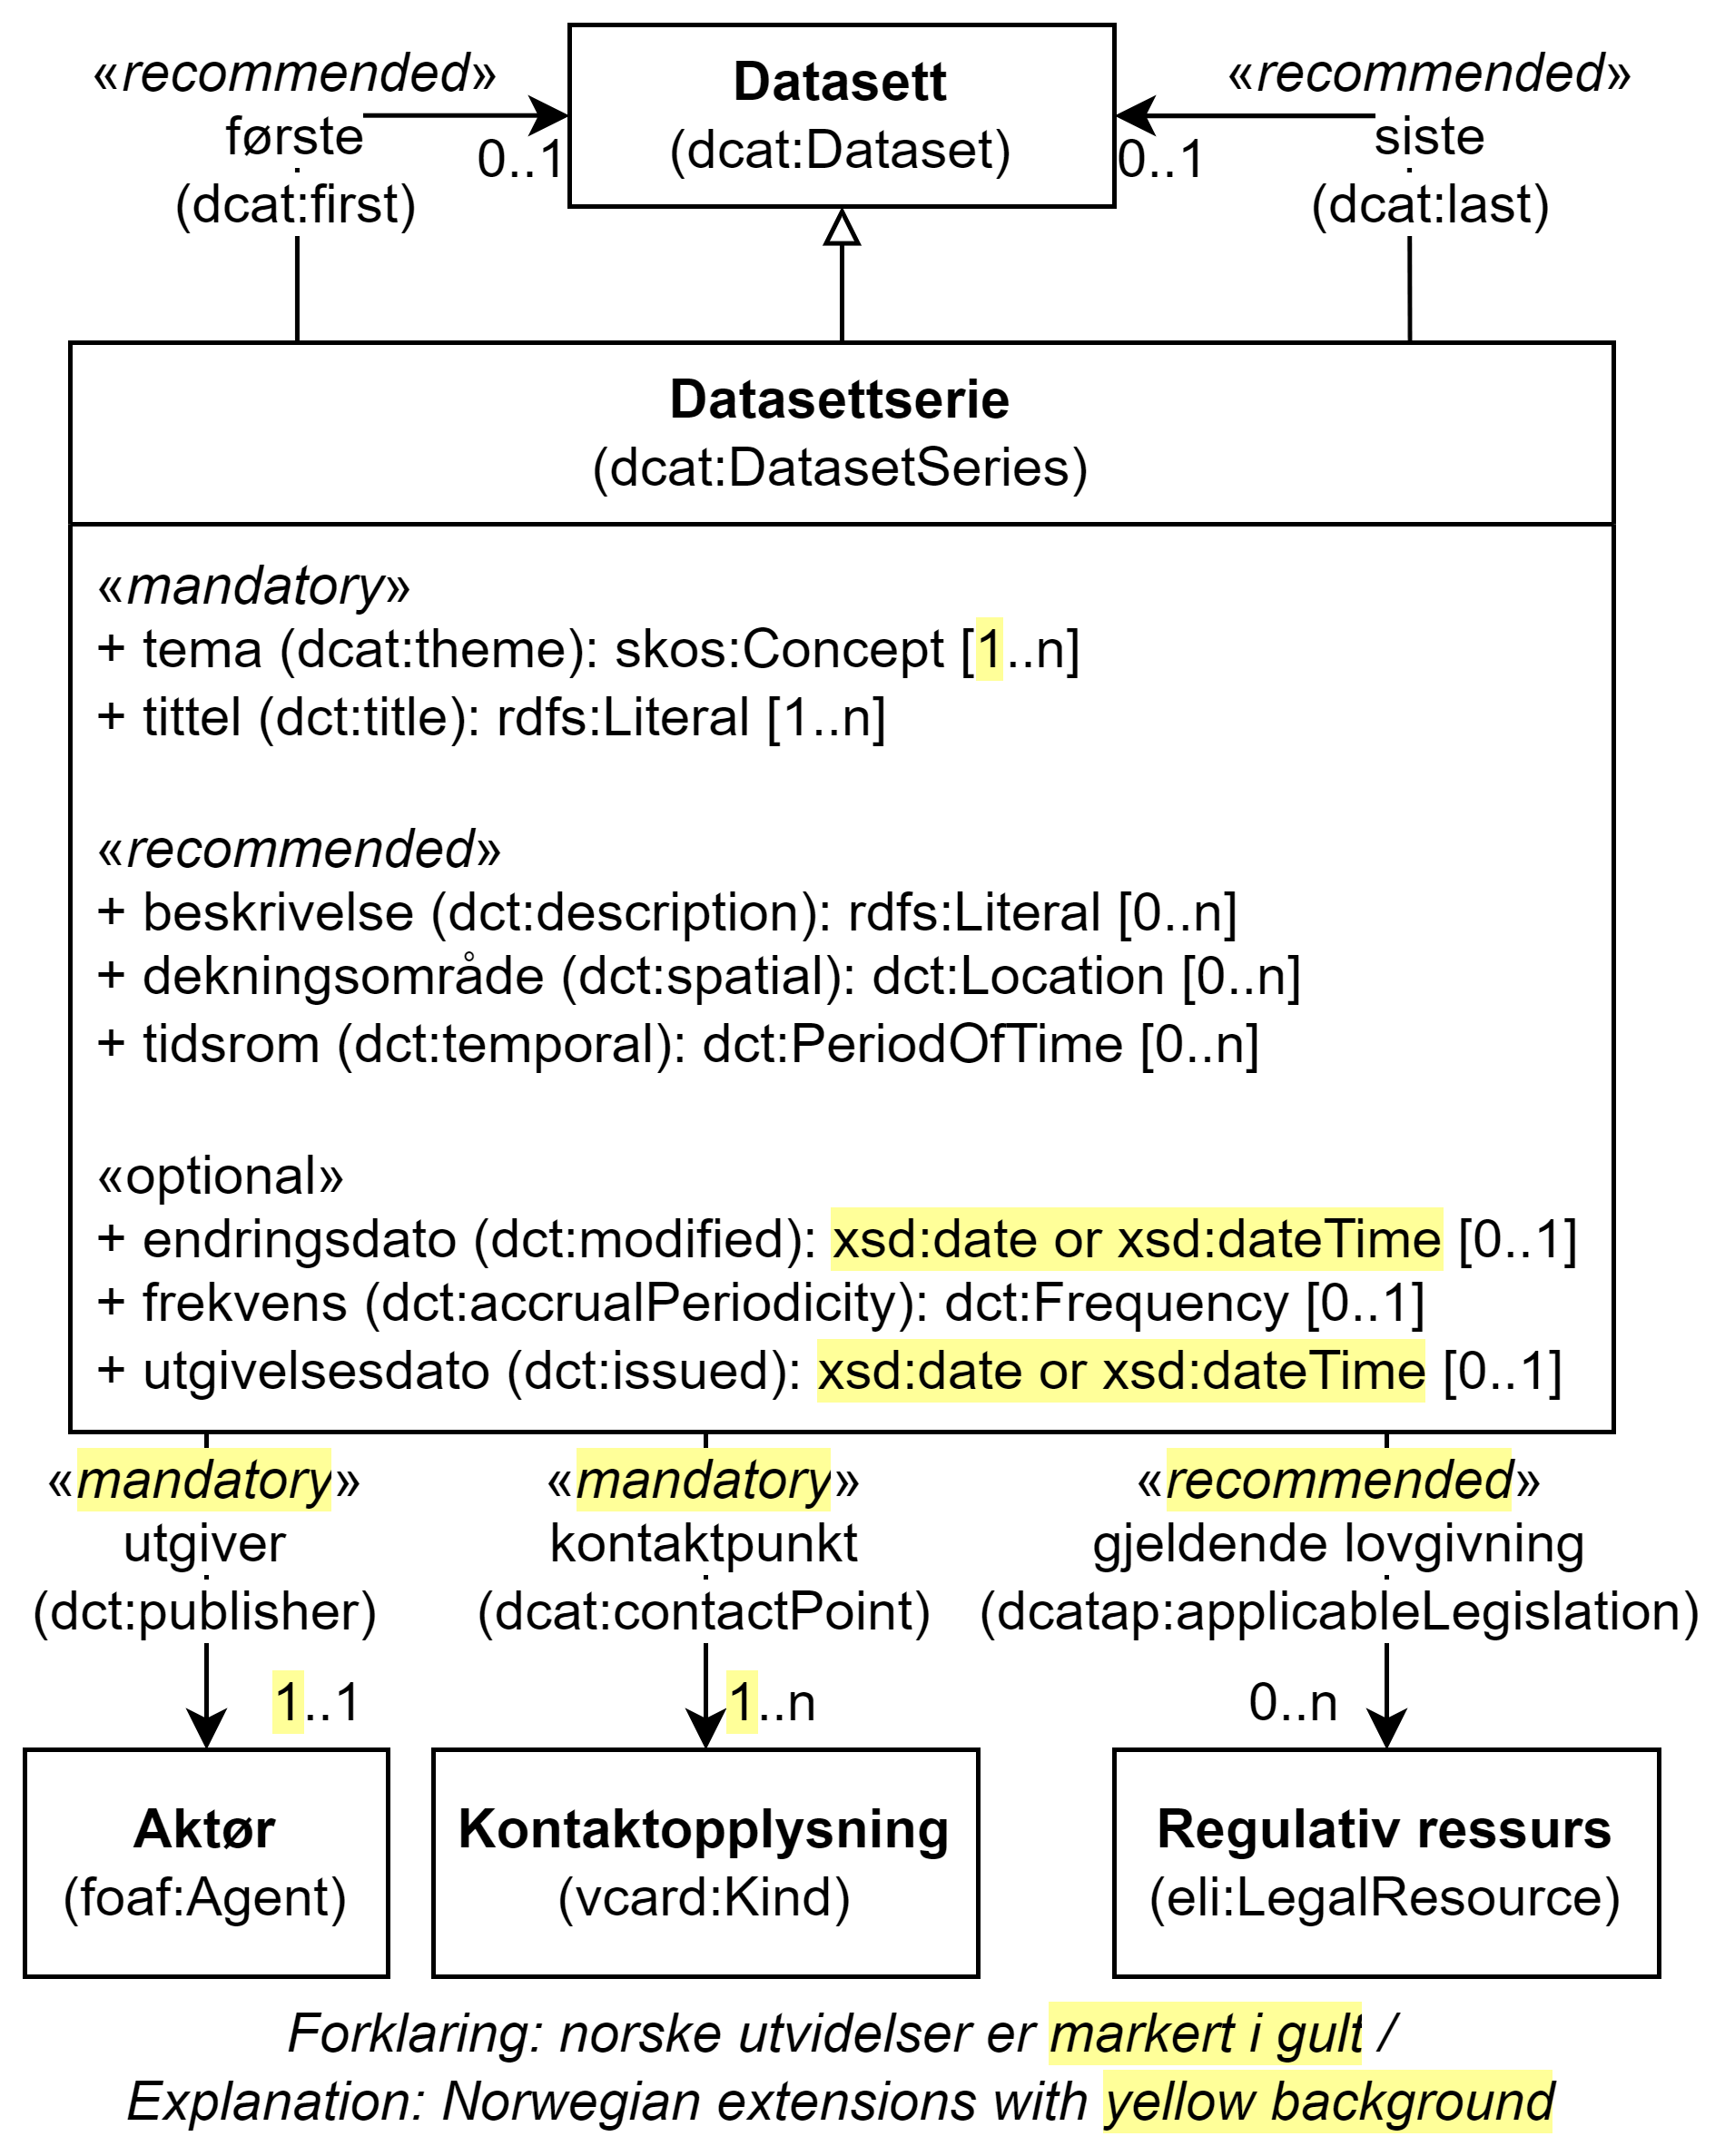 «recommended»
første
(dcat:first)
0..1
Datasett
(dcat:Dataset)
«recommended»
siste
(dcat:last)
0..1
Datasettserie
(dcat:DatasetSeries)
«mandatory»
+ tema (dcat:theme): skos:Concept [1..n]
+ tittel (dct:title): rdfs:Literal [1..n]
«recommended»
+ beskrivelse (dct:description): rdfs:Literal [0..n]
+ dekningsområde (dct:spatial): dct:Location [0..n]
+ tidsrom (dct:temporal): dct:PeriodOfTime [0..n]
«optional»
+ endringsdato (dct:modified): xsd:date or xsd:dateTime [0..1]
+ frekvens (dct:accrualPeriodicity): dct:Frequency [0..1]
+ utgivelsesdato (dct:issued): xsd:date or xsd:dateTime [0..1]
«mandatory»
utgiver
(dct:publisher)
1..1
«mandatory»
kontaktpunkt
(dcat:contactPoint)
1..n
«recommended»
gjeldende lovgivning
(dcatap:applicableLegislation)
0..n
Aktør
(foaf:Agent)
Kontaktopplysning
(vcard:Kind)
Regulativ ressurs
(eli:LegalResource)
Forklaring: norske utvidelser er markert i gult /
Explanation: Norwegian extensions with yellow background